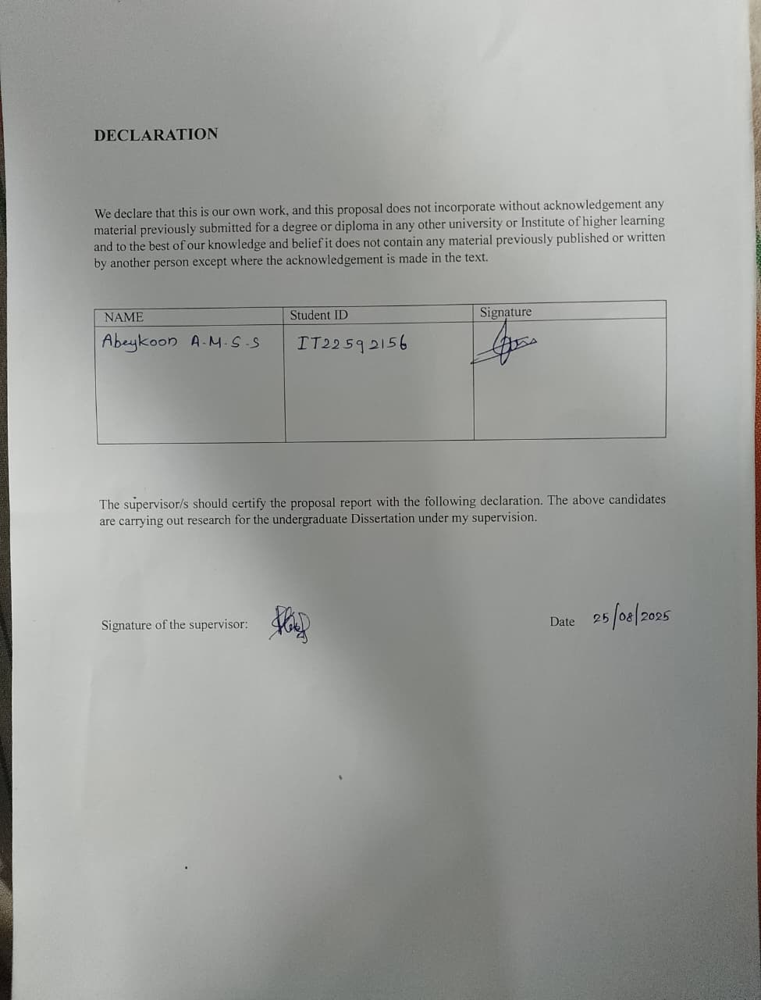 DECLARATION
We declare that this is our own work, and this proposal does not incorporate without acknowledgement any
material previously submitted for a degree or diploma in any other university or Institute of higher learning
and to the best of our knowledge and belief it does not contain any material previously published or written
by another person except where the acknowledgement is made in the text.
NAME Student ID Signature
Abeykoon A.M.S.S IT22592156
The supervisor/s should certify the proposal report with the following declaration. The above candidates
are carrying out research for the undergraduate Dissertation under my supervision.
Signature of the supervisor: Date 25/08/2025